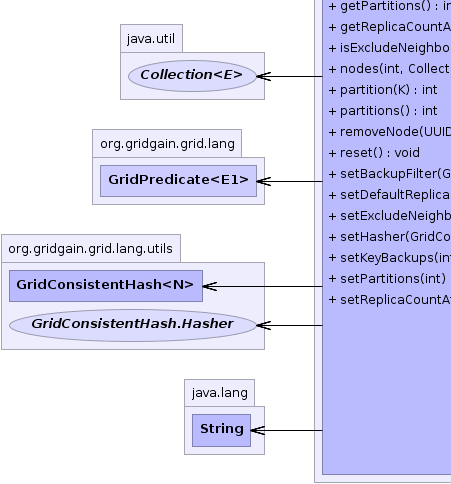 java.util
Collection<E>
org.gridgain.grid.lang
GridPredicate<E1>
org.gridgain.grid.lang.utils
GridConsistentHash<N>
GridConsistentHash.Hasher
java.lang
String
+ getPartitions() : in
+ getReplicaCountA
+ isExcludeNeighbo
+ nodes(int, Collect
+ partition(K) : int
+ partitions() : int
+ removeNode(UUID
+ reset() : void
+ setBackupFilter(G
+ setDefaultReplica
+ setExcludeNeighb
+ setHasher(GridCo
+ setKeyBackups(int
+ setPartitions(int)
+ setReplicaCountA